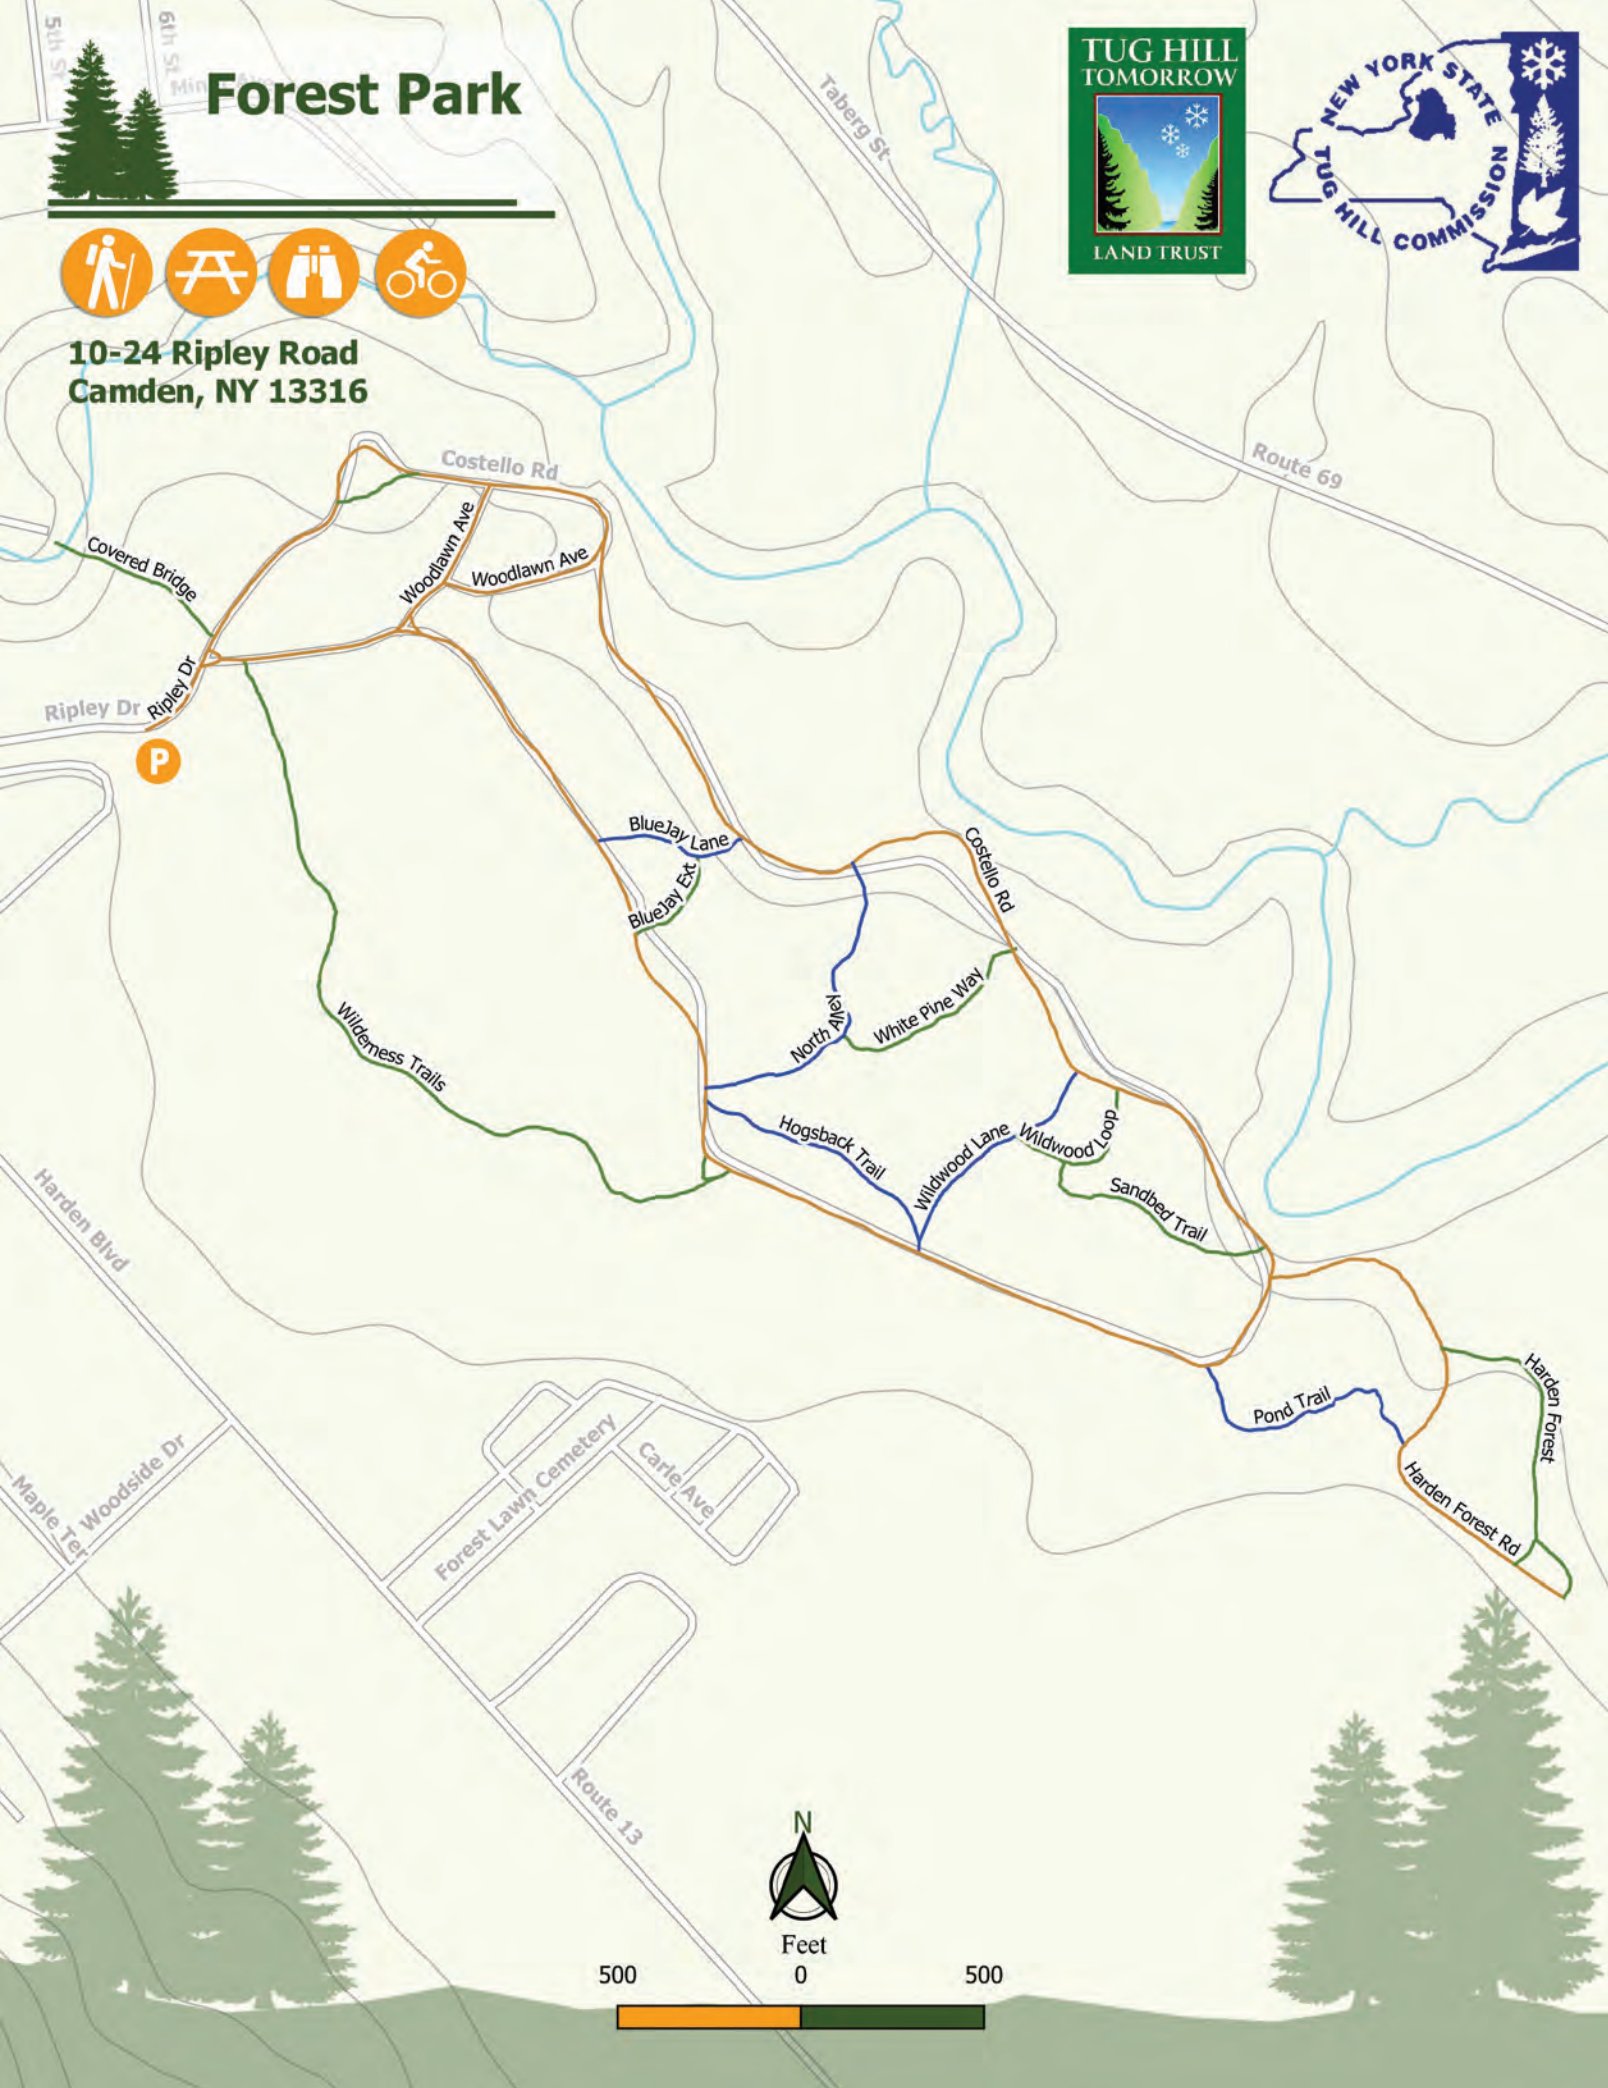 5th St
6th St
Forest Park
10-24 Ripley Road
Camden, NY 13316
TUG HILL
TOMORROW
LAND TRUST
NEW YORK STATE
TUG HILL COMMISSION
Taberg St
Route 69
Costello Rd
Covered Bridge
Woodlawn Ave
Woodlawn Ave
Ripley Dr
Ripley Dr
P
BlueJay Lane
BlueJay Ext
Costello Rd
North Alley
White Pine Way
Wilderness Trails
Hogsback Trail
Wildwood Lane
Wildwood Loop
Sandbed Trail
Harden Blvd
Pond Trail
Harden Forest
Harden Forest Rd
Maple Ter
Woodside Dr
Forest Lawn Cemetery
Carle Ave
Route 13
N
Feet
500 0 500